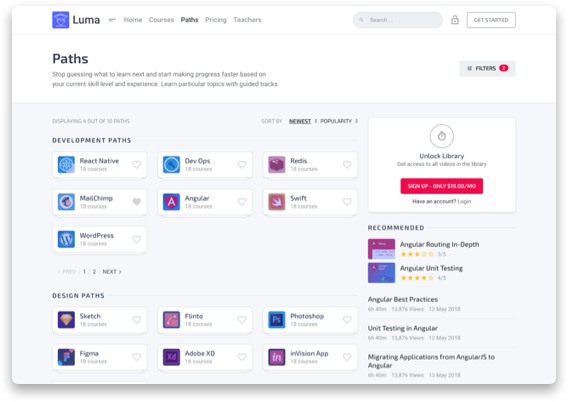 Luma
Home Courses Paths Pricing Teachers
Search ...
GET STARTED
Paths
Stop guessing what to learn next and start making progress faster based on
your current skill level and experience. Learn particular topics with guided tracks.
FILTERS 2
DISPLAYING 4 OUT OF 10 PATHS
SORT BY NEWEST POPULARITY
DEVELOPMENT PATHS
React Native
18 courses
Dev Ops
18 courses
Redis
18 courses
MailChimp
18 courses
Angular
18 courses
Swift
18 courses
WordPress
18 courses
< PREV 1 2 NEXT >
DESIGN PATHS
Sketch
18 courses
Flinto
18 courses
Photoshop
18 courses
Figma
18 courses
Adobe XD
18 courses
inVision App
18 courses
Unlock Library
Get access to all videos in the library
SIGN UP - ONLY $19.00/MO
Have an account? Login
RECOMMENDED
Angular Routing In-Depth
3/5
Angular Unit Testing
4/5
Angular Best Practices
6h 40m 13,876 Views 13 May 2018
Unit Testing in Angular
6h 40m 13,876 Views 13 May 2018
Migrating Applications from AngularJS to
Angular
6h 40m 13,876 Views 13 May 2018